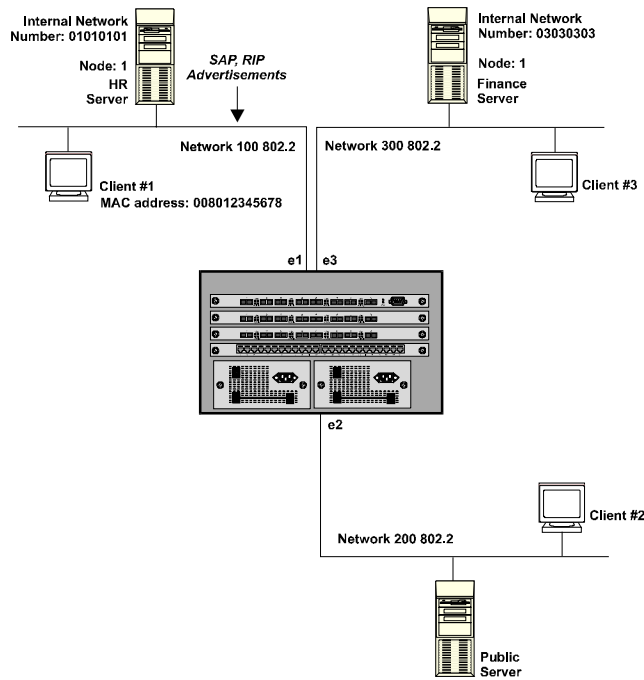 Internal Network
Number: 01010101
Node: 1
HR
Server
SAP, RIP
Advertisements
Internal Network
Number: 03030303
Node: 1
Finance
Server
Network 100 802.2
Network 300 802.2
Client #1
MAC address: 008012345678
Client #3
e1
e3
e2
Client #2
Network 200 802.2
Public
Server